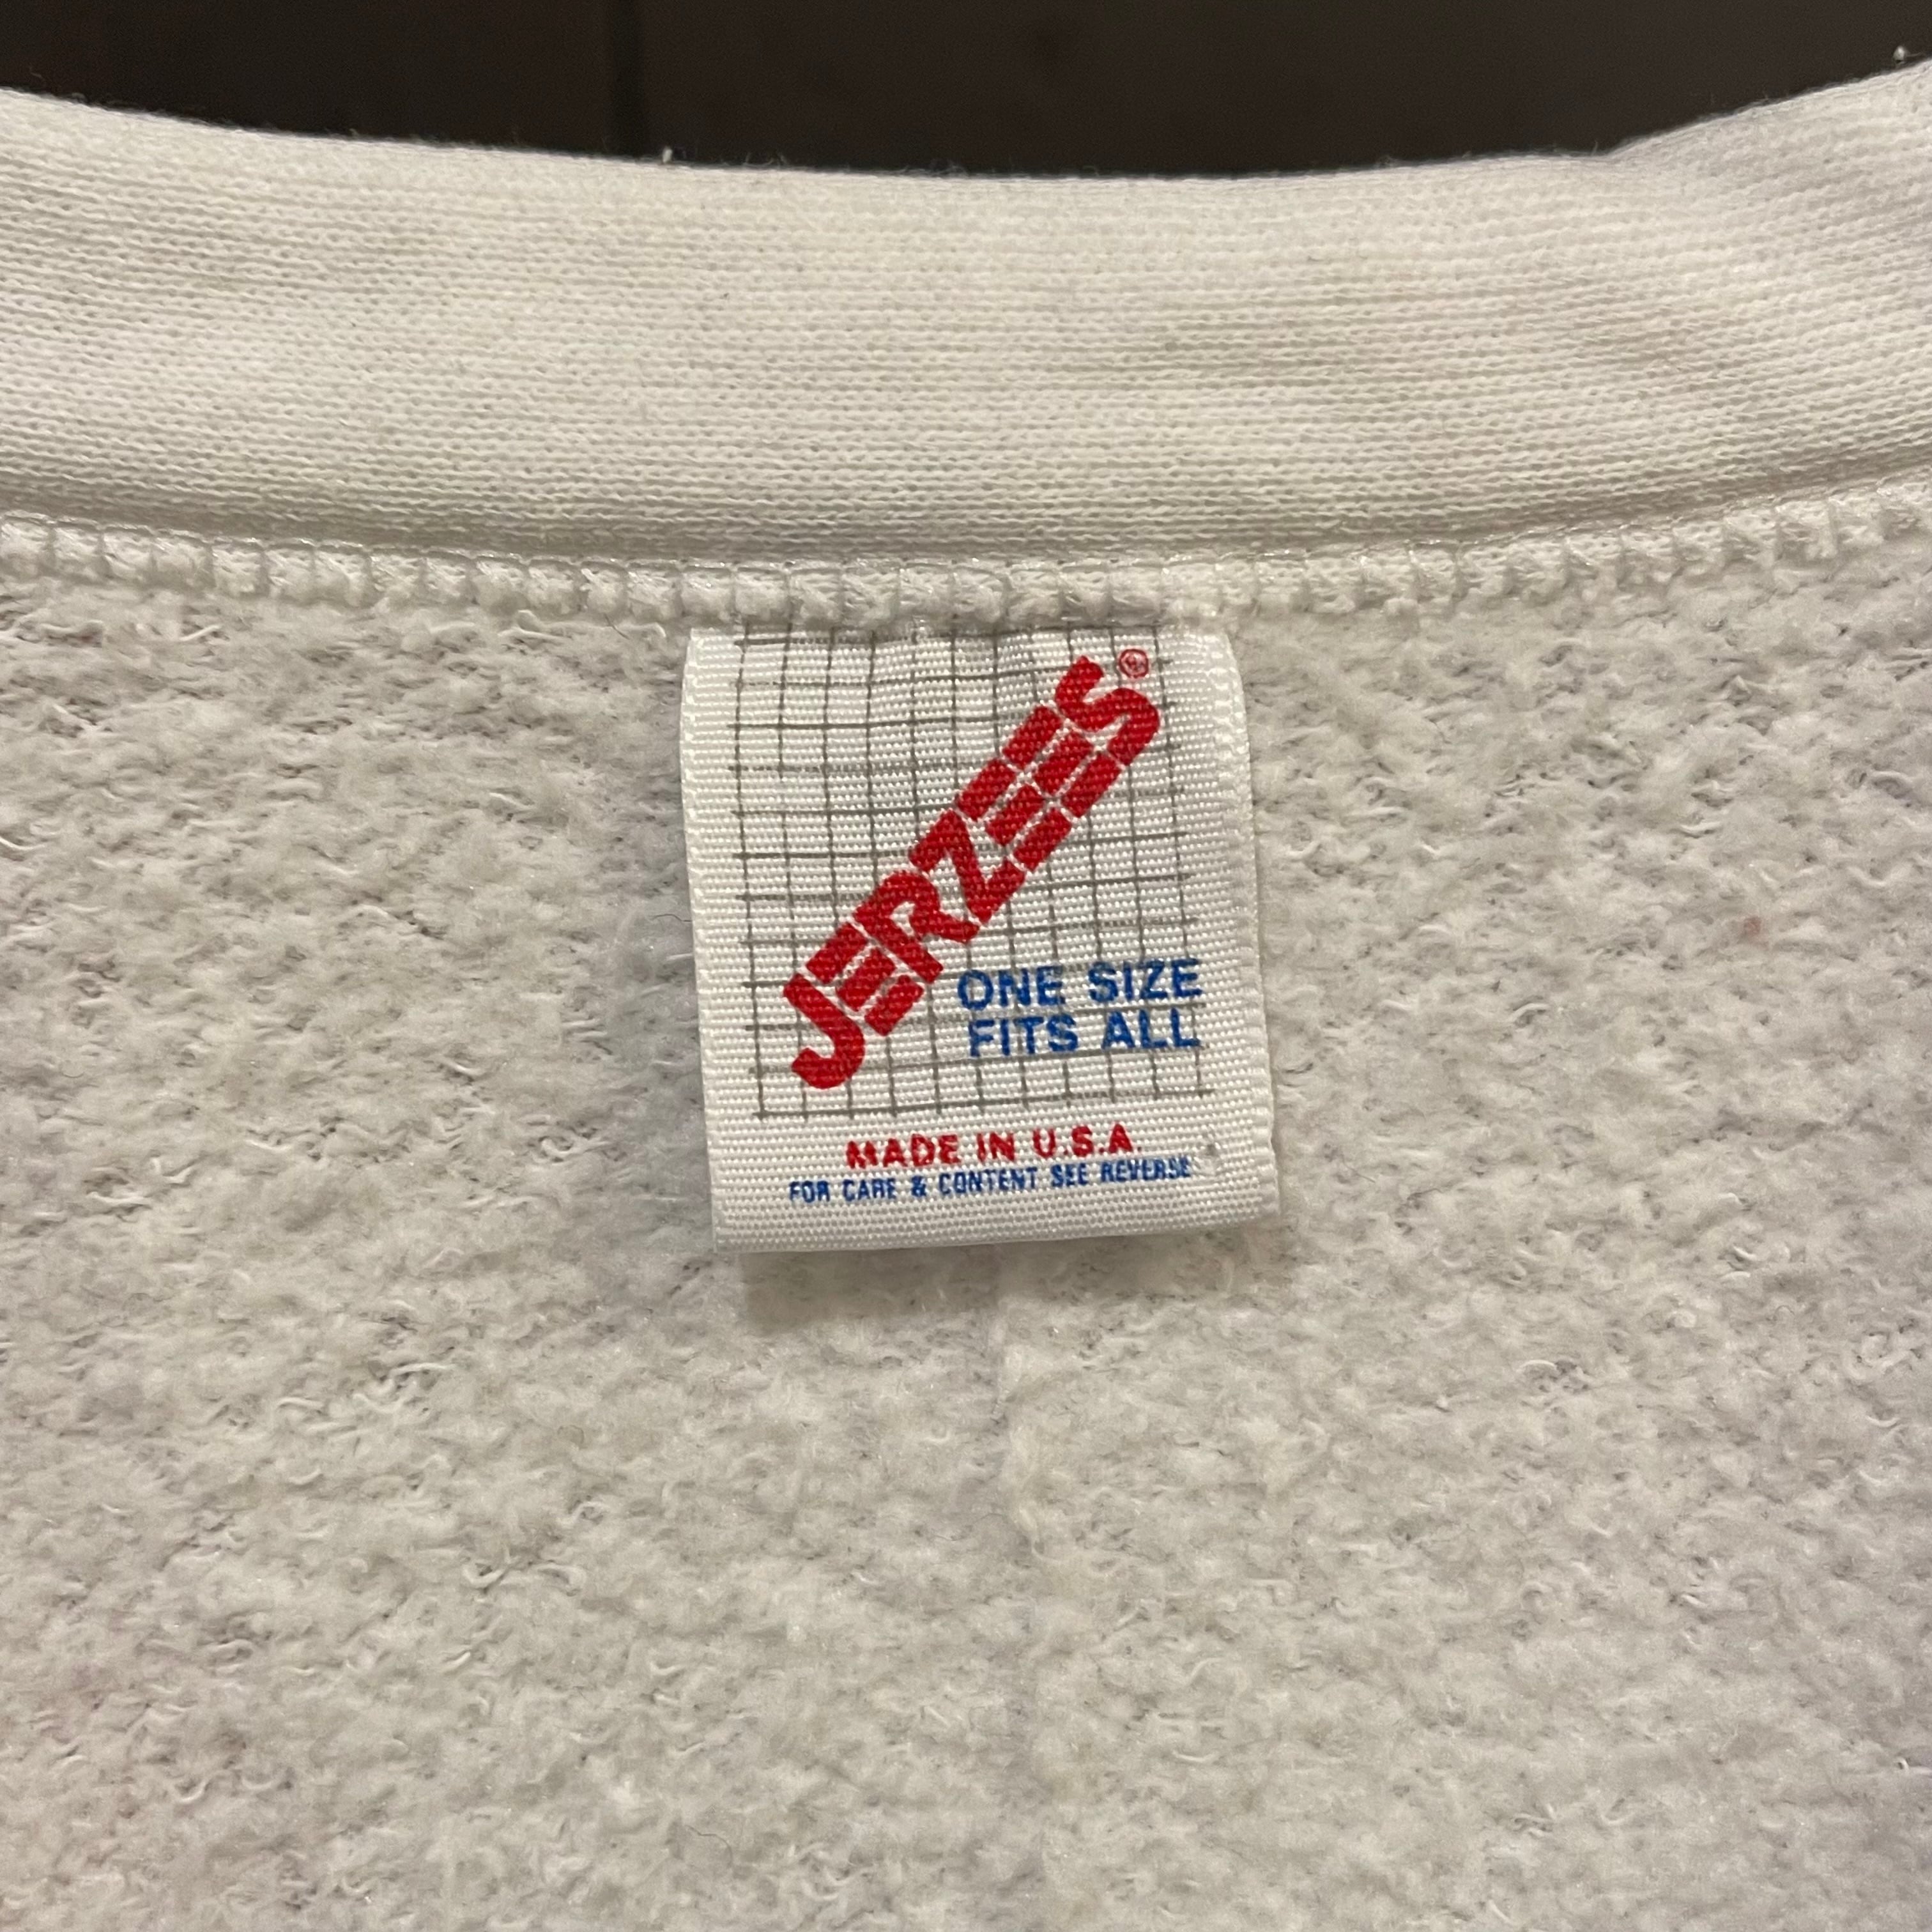 JERZEES®
ONE SIZE
FITS ALL
MADE IN U.S.A.
FOR CARE & CONTENT SEE REVERSE